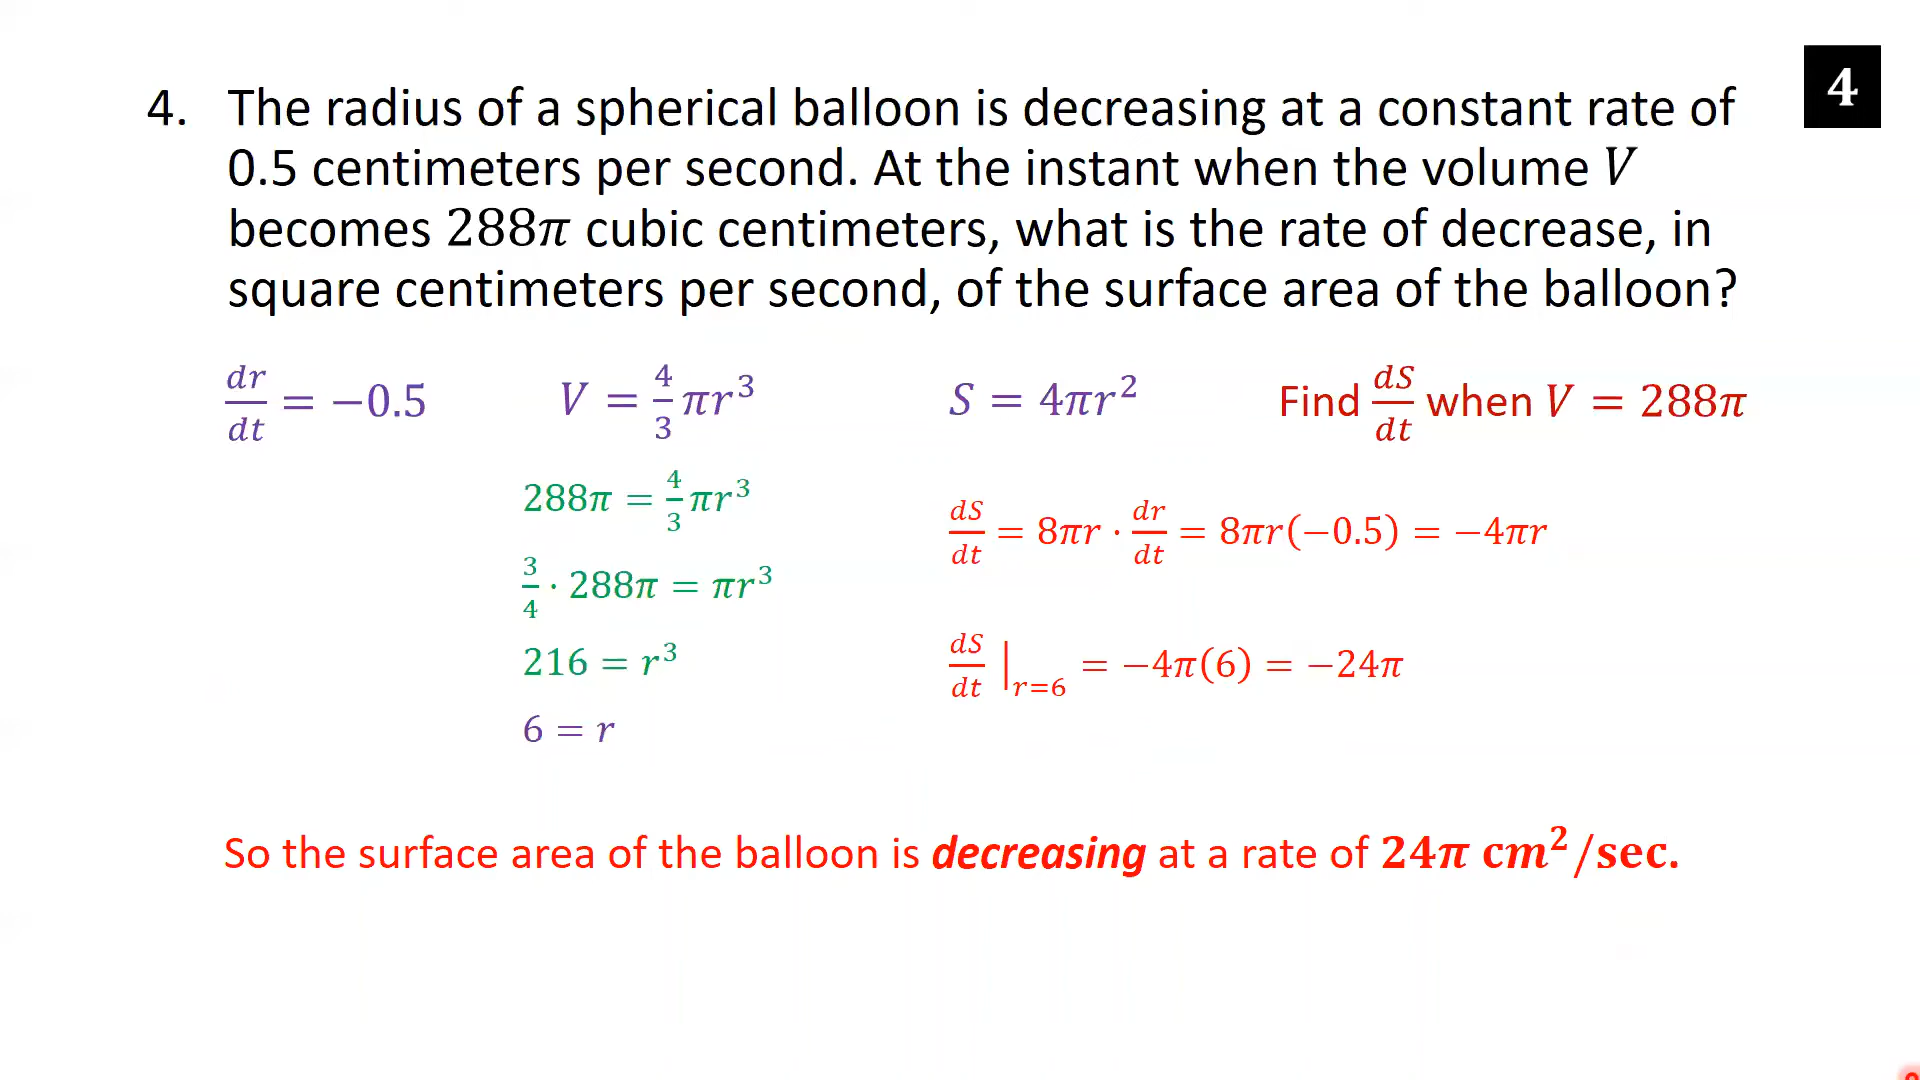 4
4. The radius of a spherical balloon is decreasing at a constant rate of
0.5 centimeters per second. At the instant when the volume V
becomes 288π cubic centimeters, what is the rate of decrease, in
square centimeters per second, of the surface area of the balloon?
dr/dt = −0.5
V = 4/3 πr³
S = 4πr²
Find dS/dt when V = 288π
288π = 4/3 πr³
3/4 · 288π = πr³
216 = r³
6 = r
dS/dt = 8πr · dr/dt = 8πr(−0.5) = −4πr
dS/dt |r=6 = −4π(6) = −24π
So the surface area of the balloon is decreasing at a rate of 24π cm²/sec.